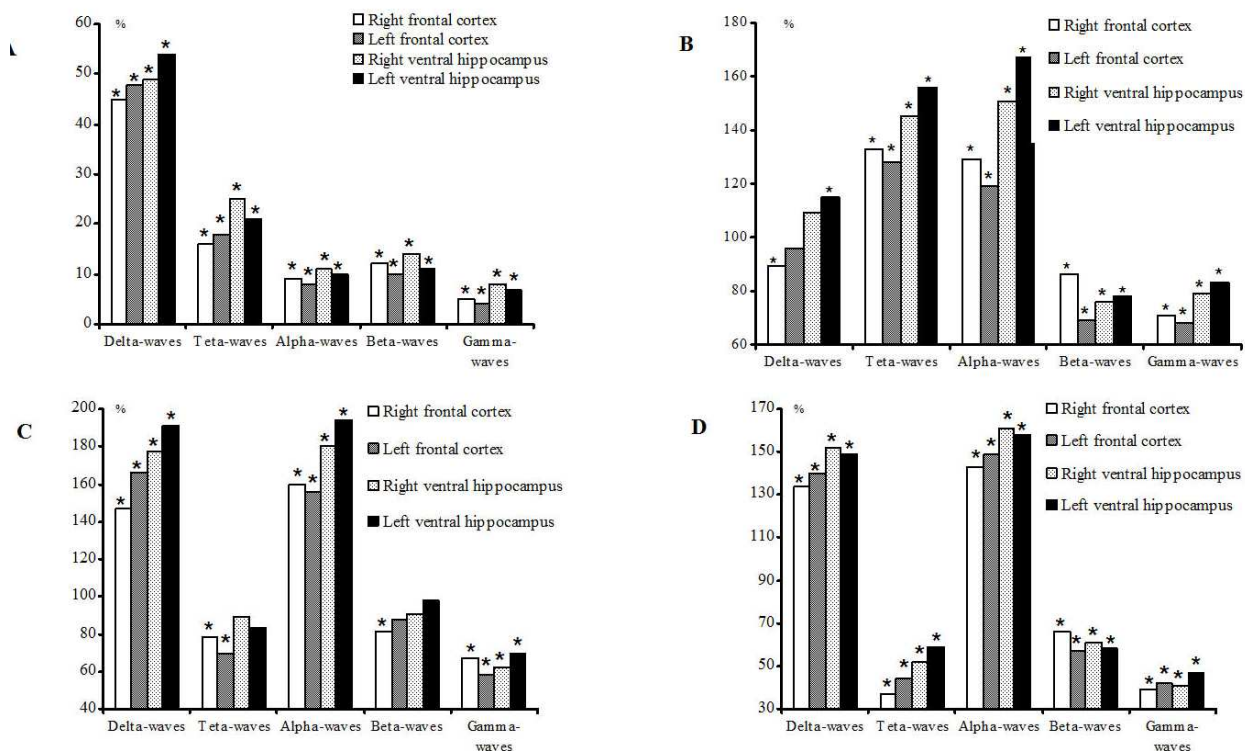 %
Right frontal cortex
Left frontal cortex
Right ventral hippocampus
Left ventral hippocampus
60
50
40
30
20
10
0
* * * *
* * * *
* * * *
* * * *
* * * *
Delta-waves Teta-waves Alpha-waves Beta-waves Gamma-
waves
B
%
Right frontal cortex
Left frontal cortex
Right ventral hippocampus
Left ventral hippocampus
180
160
140
120
100
80
60
* *
* * * *
* * * *
* * * *
* * * *
Delta-waves Teta-waves Alpha-waves Beta-waves Gamma-waves
C
%
Right frontal cortex
Left frontal cortex
Right ventral hippocampus
Left ventral hippocampus
200
180
160
140
120
100
80
60
40
* * * *
* *
* * * *
*
* * * *
Delta-waves Teta-waves Alpha-waves Beta-waves Gamma-
waves
D
%
Right frontal cortex
Left frontal cortex
Right ventral hippocampus
Left ventral hippocampus
170
150
130
110
90
70
50
30
* * * *
* * * *
* * * *
* * * *
* * * *
Delta-waves Teta-waves Alpha-waves Beta-waves Gamma-
waves